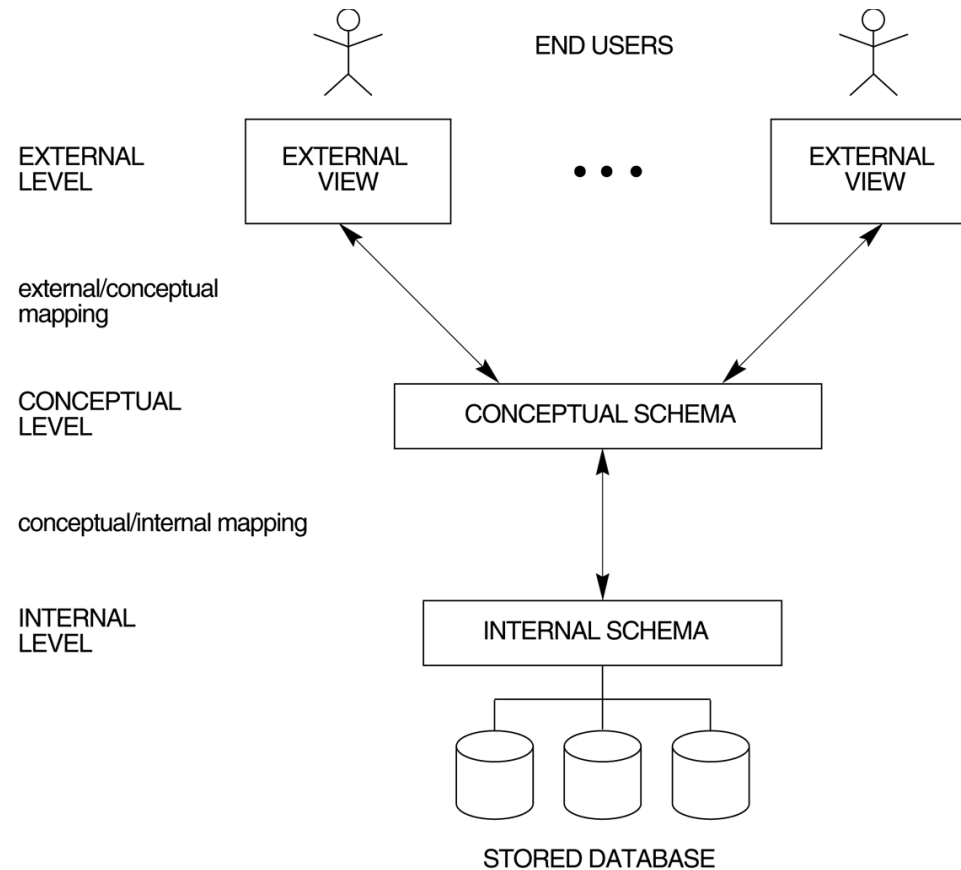 END USERS
EXTERNAL
LEVEL
EXTERNAL
VIEW
• • •
EXTERNAL
VIEW
external/conceptual
mapping
CONCEPTUAL
LEVEL
CONCEPTUAL SCHEMA
conceptual/internal mapping
INTERNAL
LEVEL
INTERNAL SCHEMA
STORED DATABASE